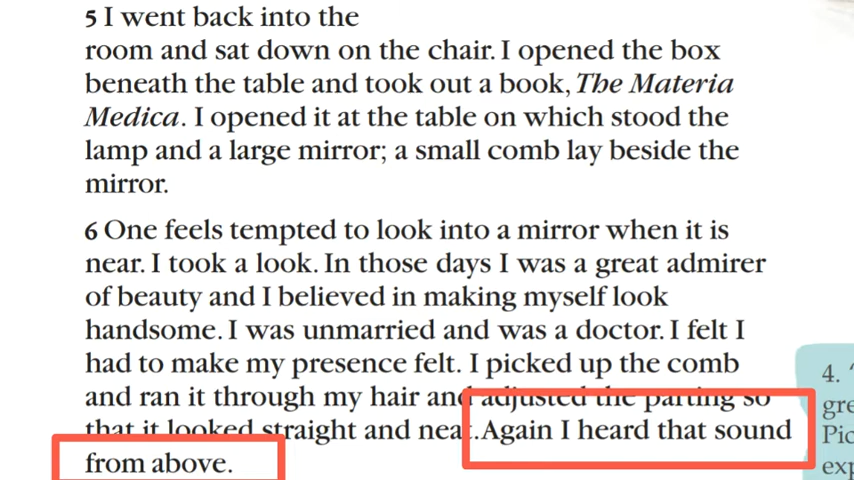 5 I went back into the
room and sat down on the chair. I opened the box
beneath the table and took out a book, The Materia
Medica. I opened it at the table on which stood the
lamp and a large mirror; a small comb lay beside the
mirror.
6 One feels tempted to look into a mirror when it is
near. I took a look. In those days I was a great admirer
of beauty and I believed in making myself look
handsome. I was unmarried and was a doctor. I felt I
had to make my presence felt. I picked up the comb
and ran it through my hair and adjusted the parting so
that it looked straight and neat. Again I heard that sound
from above.
4.
gre
Pic
exp